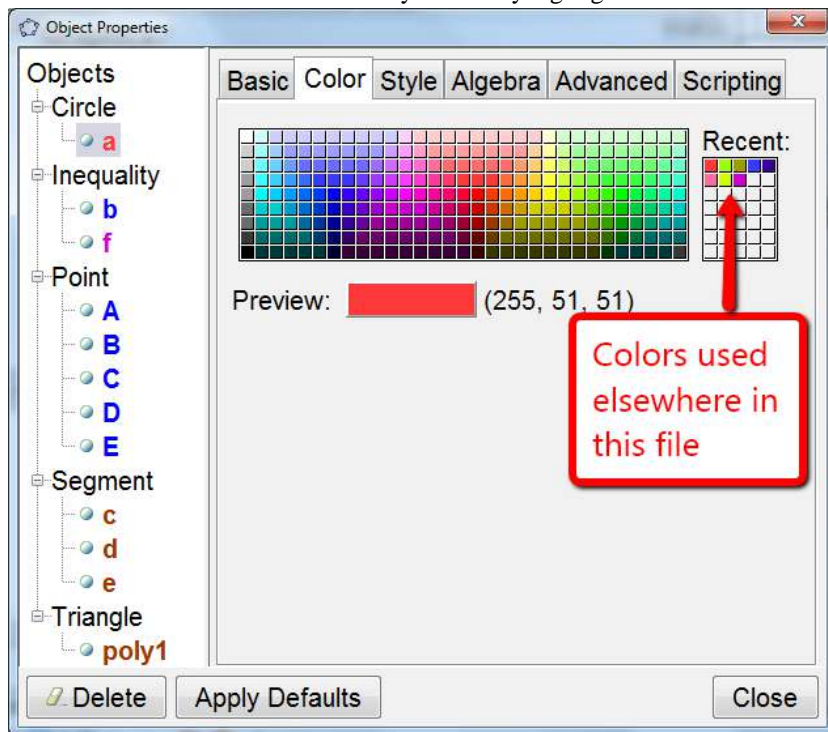 Object Properties
Objects
Circle
a
Inequality
b
f
Point
A
B
C
D
E
Segment
c
d
e
Triangle
poly1
Basic Color Style Algebra Advanced Scripting
Recent:
Preview: (255, 51, 51)
Colors used
elsewhere in
this file
Delete Apply Defaults Close